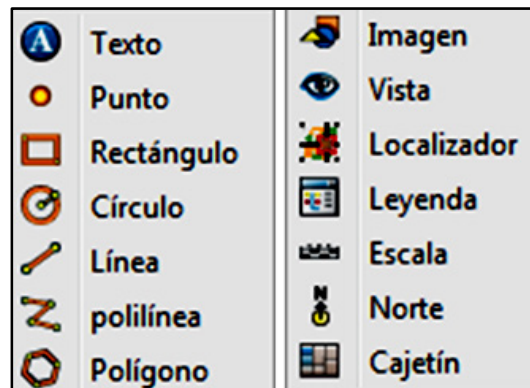 Texto
Punto
Rectángulo
Círculo
Línea
polilínea
Polígono
Imagen
Vista
Localizador
Leyenda
Escala
N
Norte
Cajetín